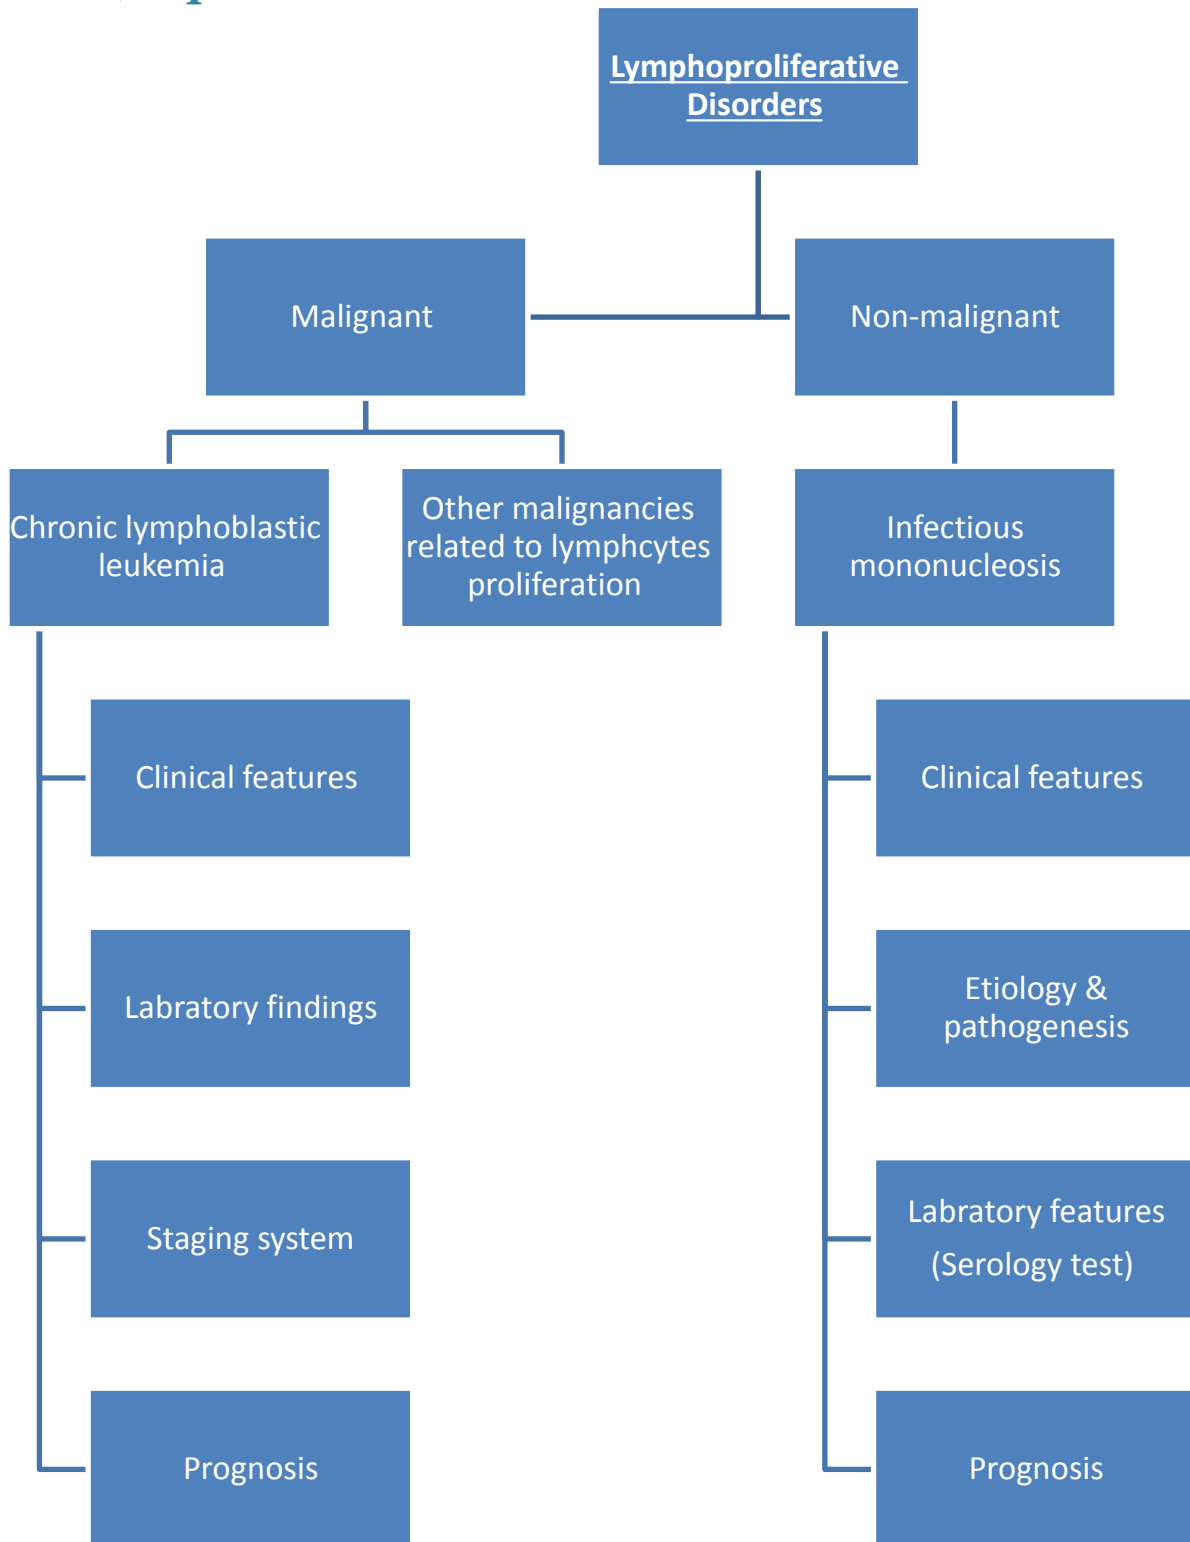 Lymphoproliferative
Disorders
Malignant
Non-malignant
Chronic lymphoblastic
leukemia
Other malignancies
related to lymphcytes
proliferation
Infectious
mononucleosis
Clinical features
Clinical features
Labratory findings
Etiology &
pathogenesis
Staging system
Labratory features
(Serology test)
Prognosis
Prognosis